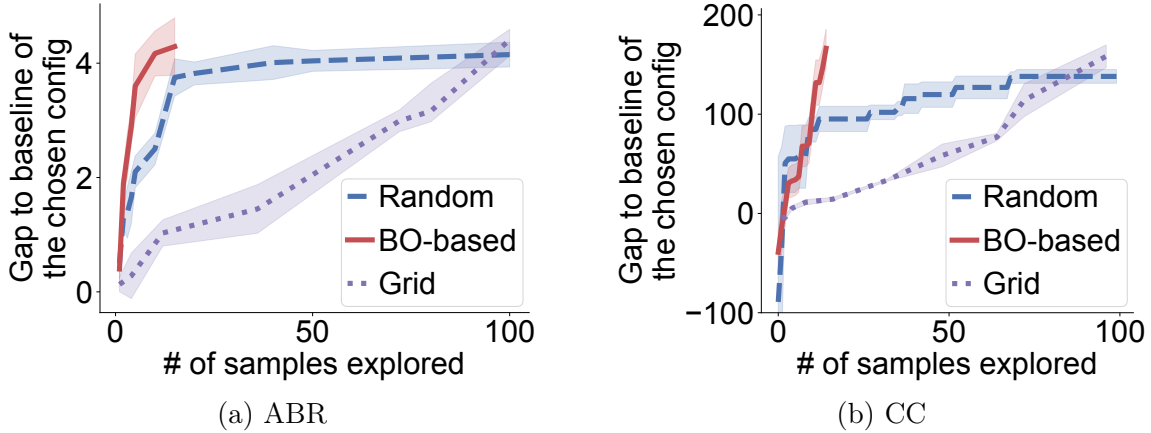 Gap to baseline of
the chosen config
4
2
0
0
50
100
# of samples explored
Random
BO-based
Grid
(a) ABR
Gap to baseline of
the chosen config
200
100
0
−100
0
50
100
# of samples explored
Random
BO-based
Grid
(b) CC